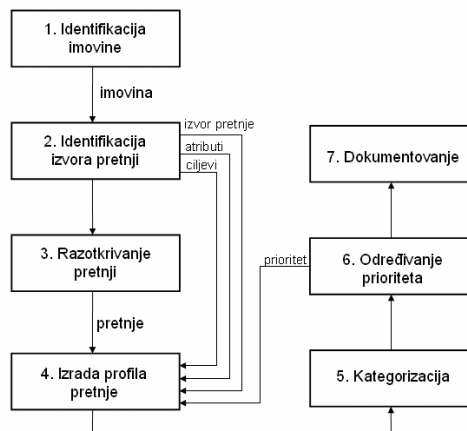 1. Identifikacija
imovine
imovina
2. Identifikacija
izvora pretnji
izvor pretnje
atributi
ciljevi
3. Razotkrivanje
pretnji
pretnje
4. Izrada profila
pretnje
prioritet
7. Dokumentovanje
6. Određivanje
prioriteta
5. Kategorizacija